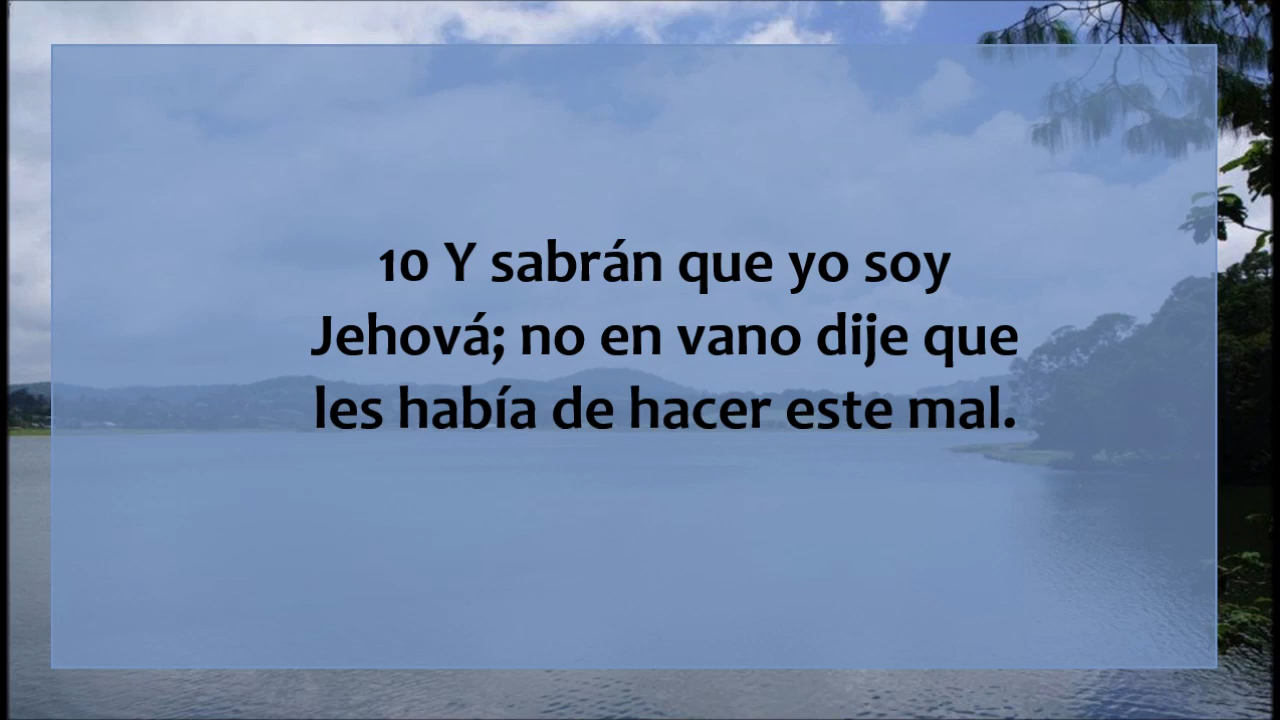 10 Y sabrán que yo soy
Jehová; no en vano dije que
les había de hacer este mal.